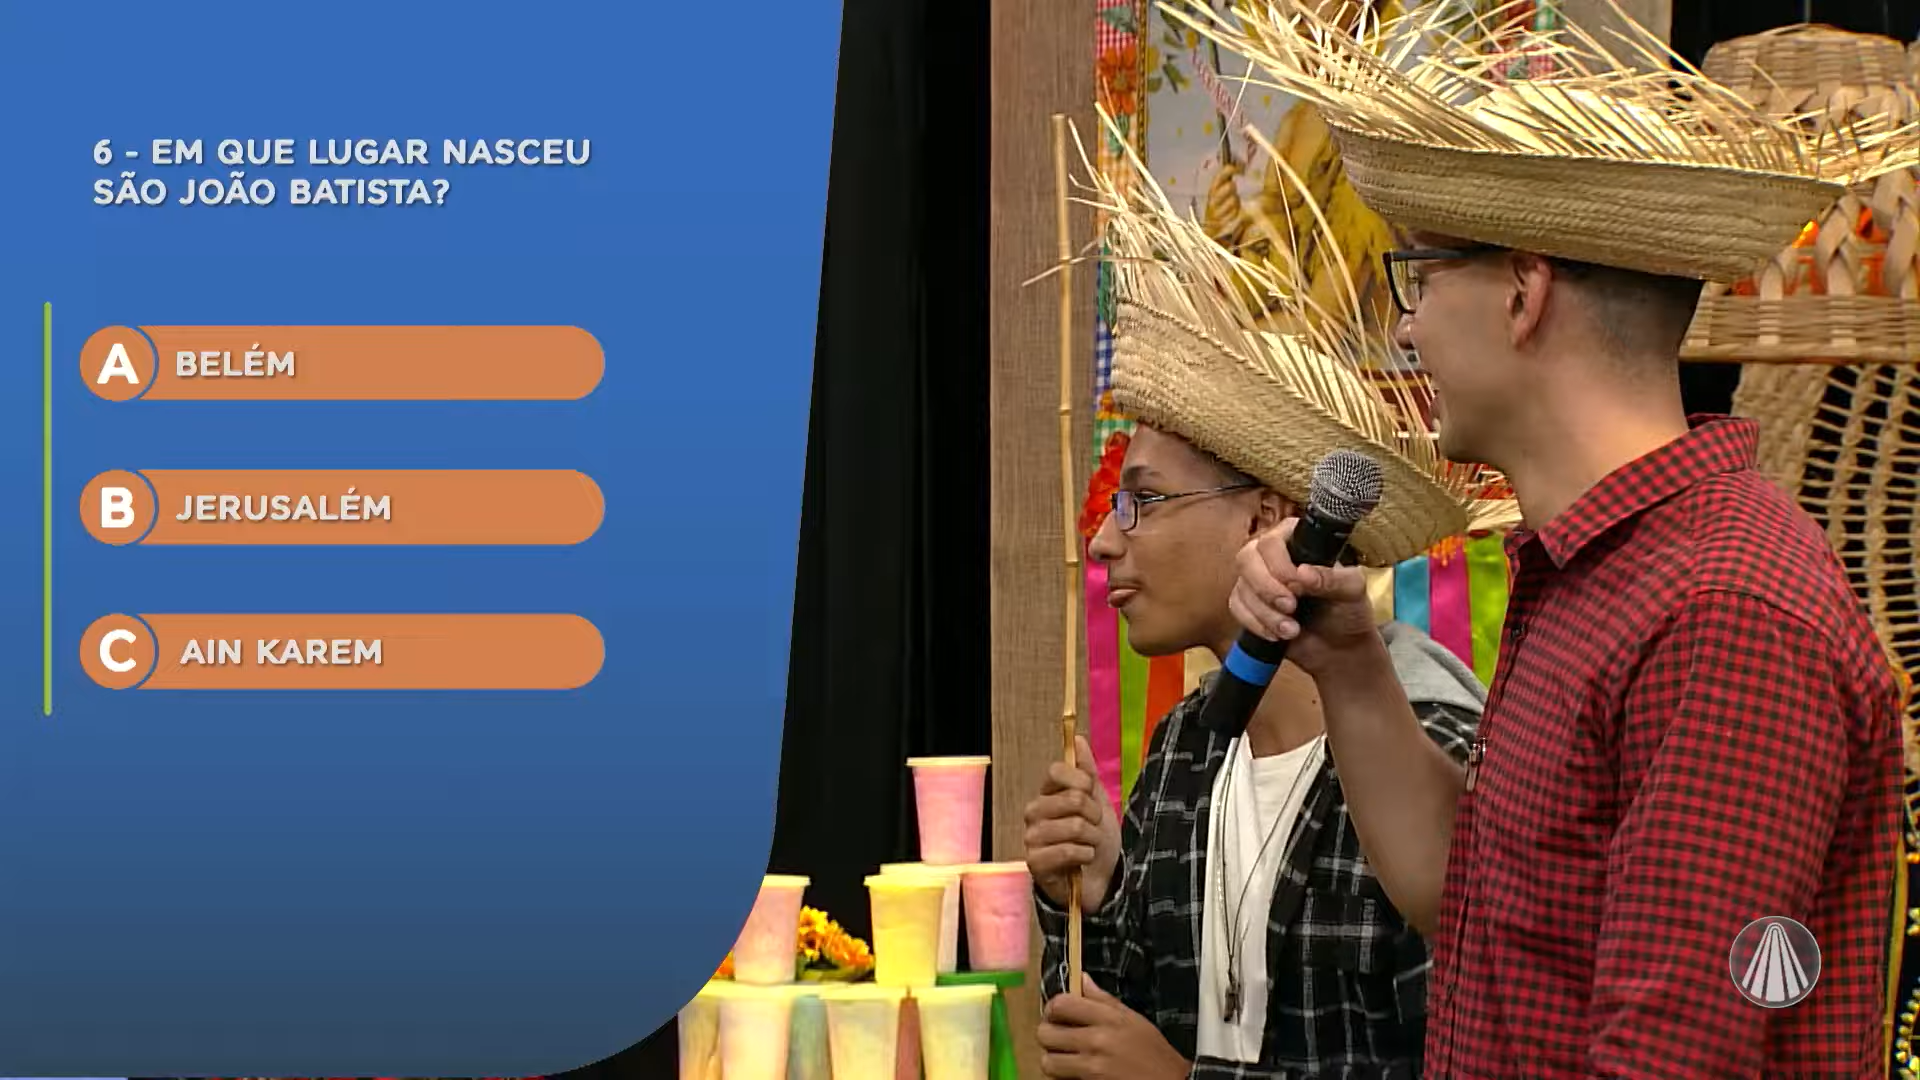 6 - EM QUE LUGAR NASCEU
SÃO JOÃO BATISTA?
A BELÉM
B JERUSALÉM
C AIN KAREM